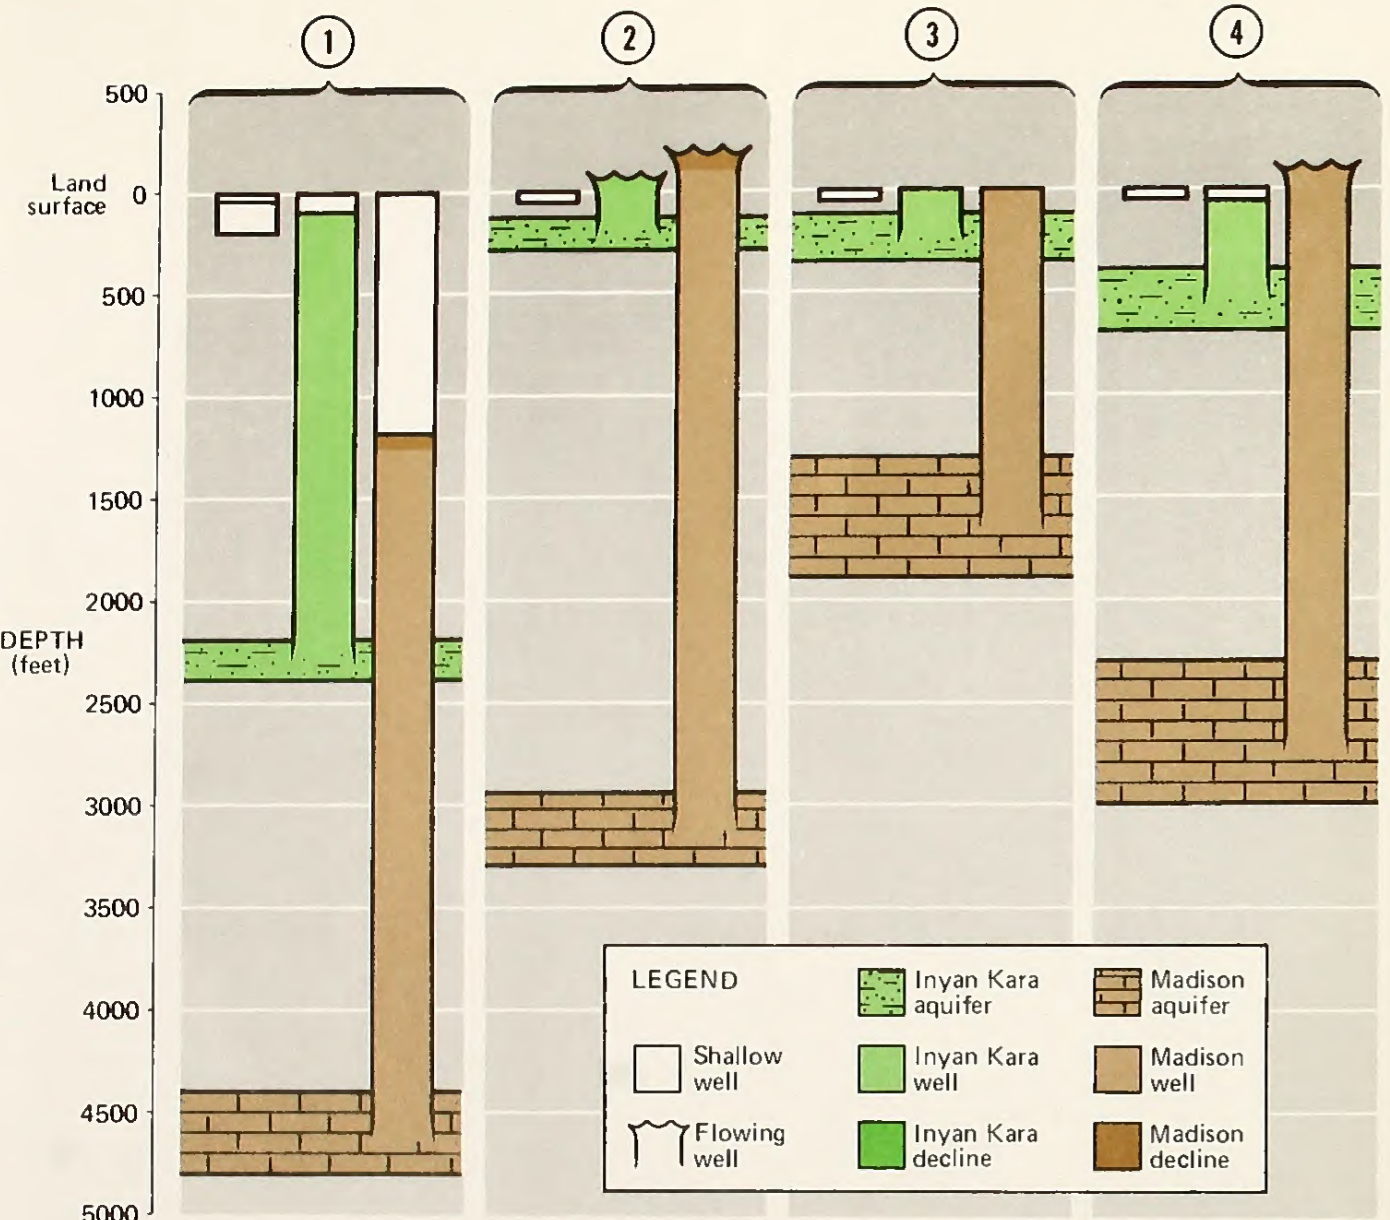 1
2
3
4
500
Land
surface
0
500
1000
1500
2000
DEPTH
(feet)
2500
3000
3500
4000
4500
5000
LEGEND
Shallow
well
Flowing
well
Inyan Kara
aquifer
Inyan Kara
well
Inyan Kara
decline
Madison
aquifer
Madison
well
Madison
decline